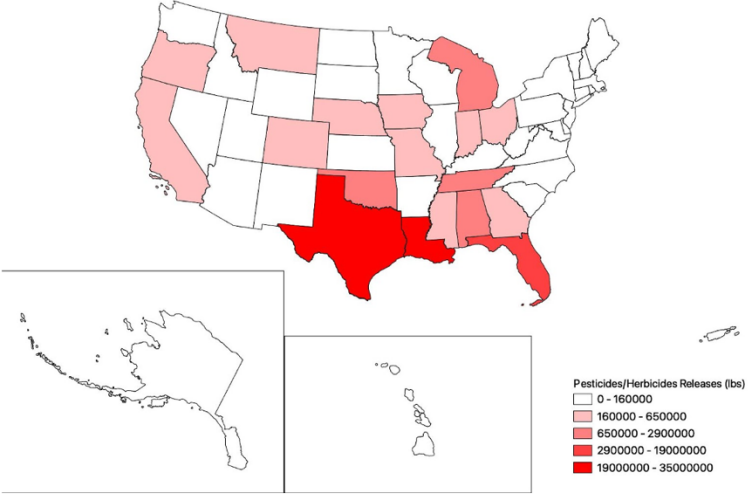 Pesticides/Herbicides Releases (lbs)
0 - 160000
160000 - 650000
650000 - 2900000
2900000 - 19000000
19000000 - 35000000